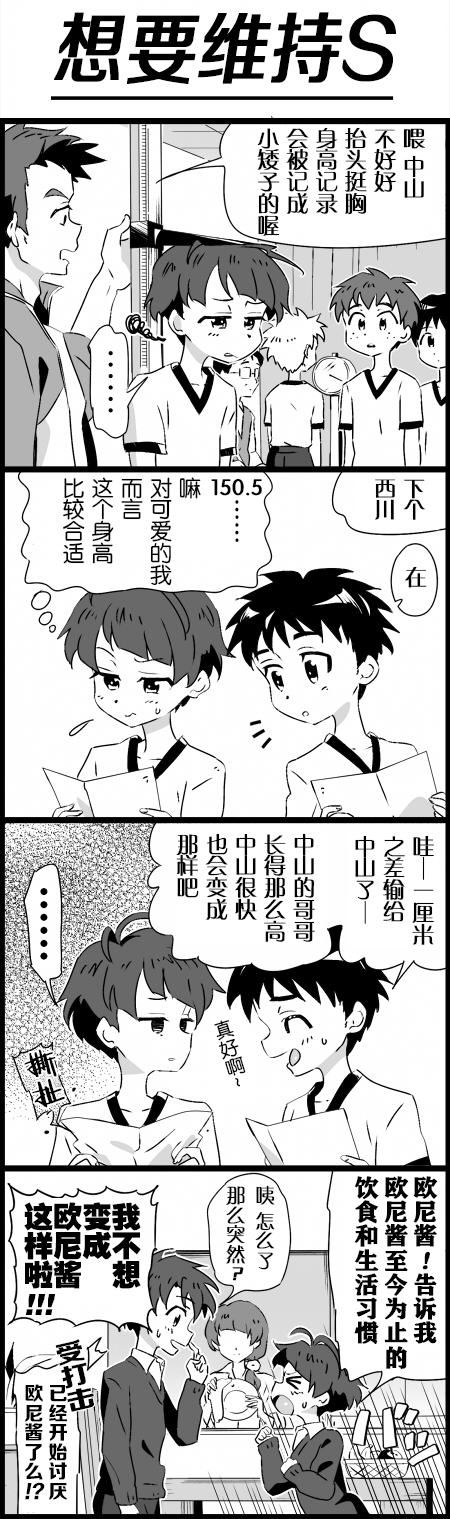 想要维持S
喂 中山
不好好
抬头挺胸
身高记录
会被记成
小矮子的喔
……
下个
西川
在
150.5
……
嘛
对可爱的我
而言
这个身高
比较合适
哇—一厘米
之差输给
中山了—
中山的哥哥
长得那么高
中山很快
也会变成
那样吧
……
真好啊~
撕扯
欧尼酱！告诉我
欧尼酱至今为止的
饮食和生活习惯
咦 怎么了
那么突然?
我不想
变成
欧尼酱
这样啦
!!!
受打击
已经开始讨厌
欧尼酱了么!?